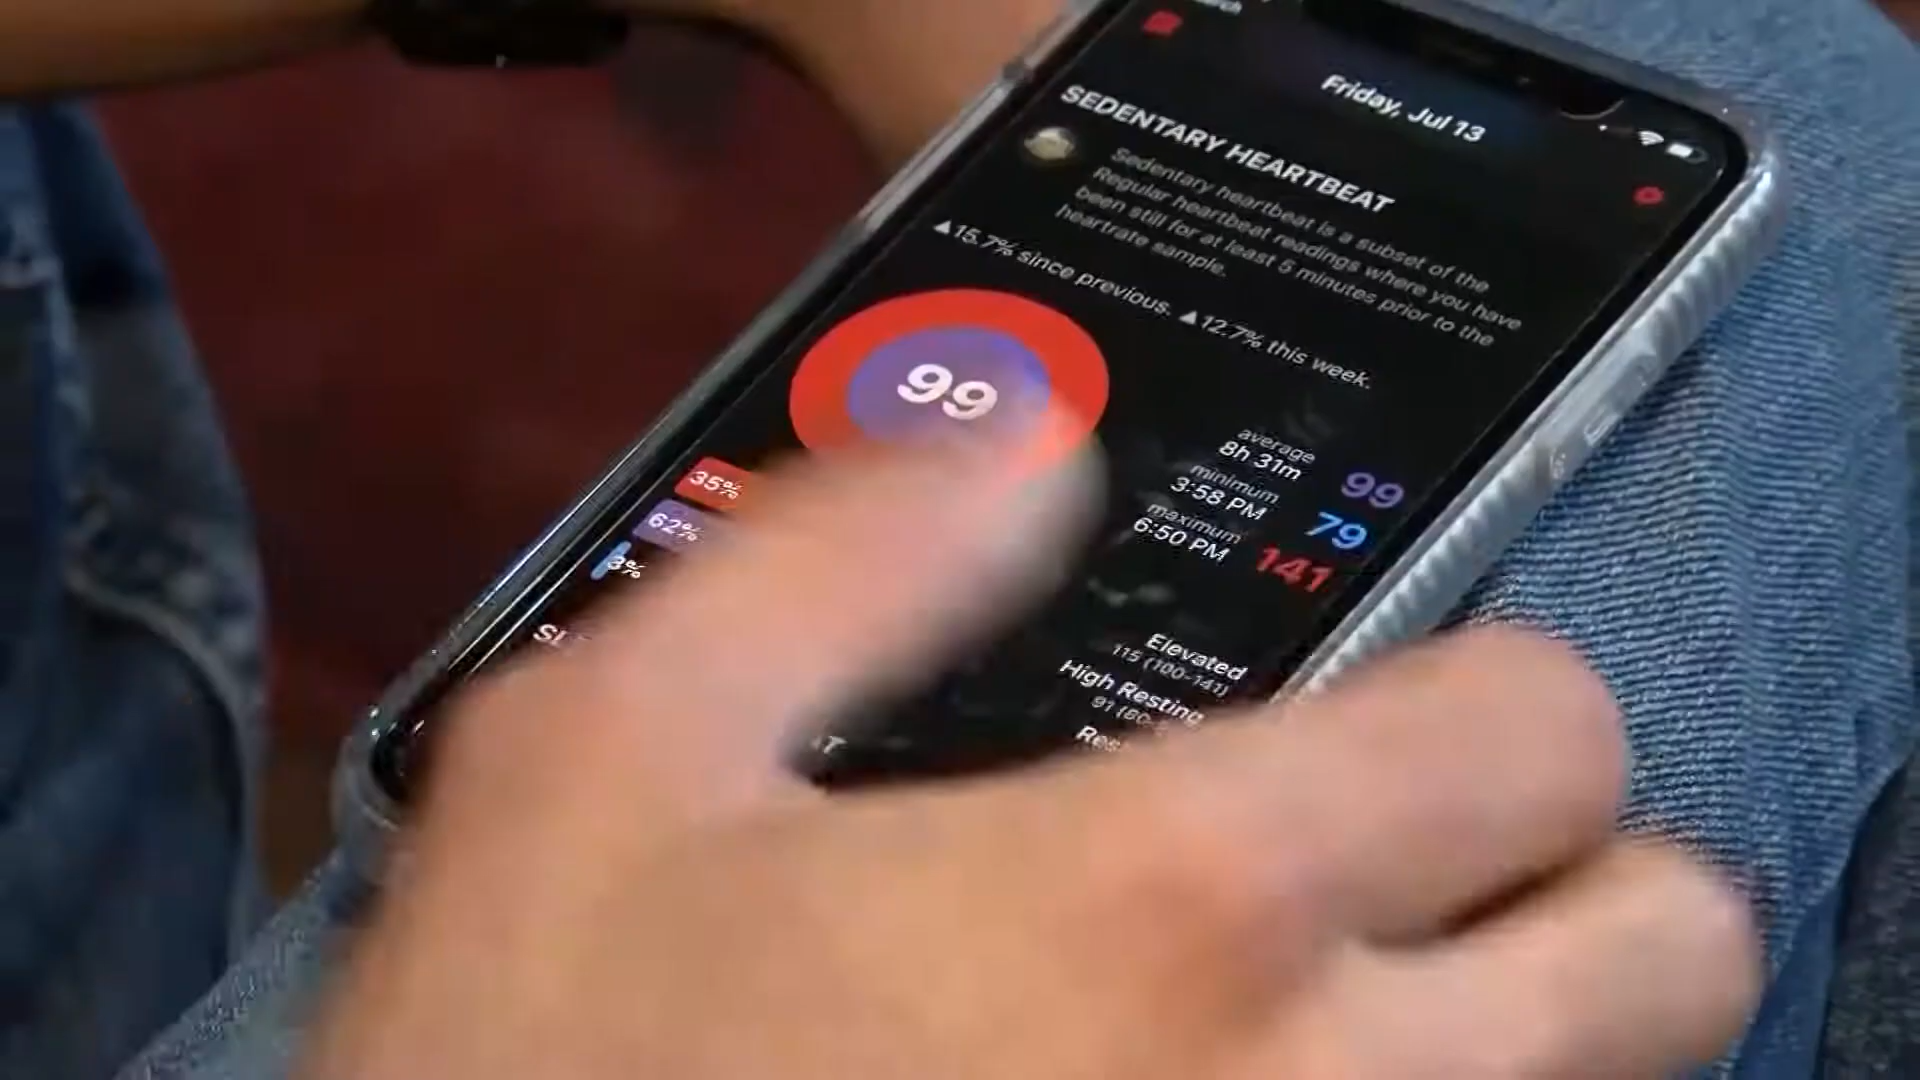 Friday, Jul 13
SEDENTARY HEARTBEAT
Sedentary heartbeat is a subset of the
Regular heartbeat readings where you have
been still for at least 5 minutes prior to the
heartrate sample.
▲15.7% since previous. ▲12.7% this week.
99
average
8h 31m
99
minimum
3:58 PM
79
maximum
6:50 PM
141
35%
62%
3%
Elevated
115 (100-141)
High Resting